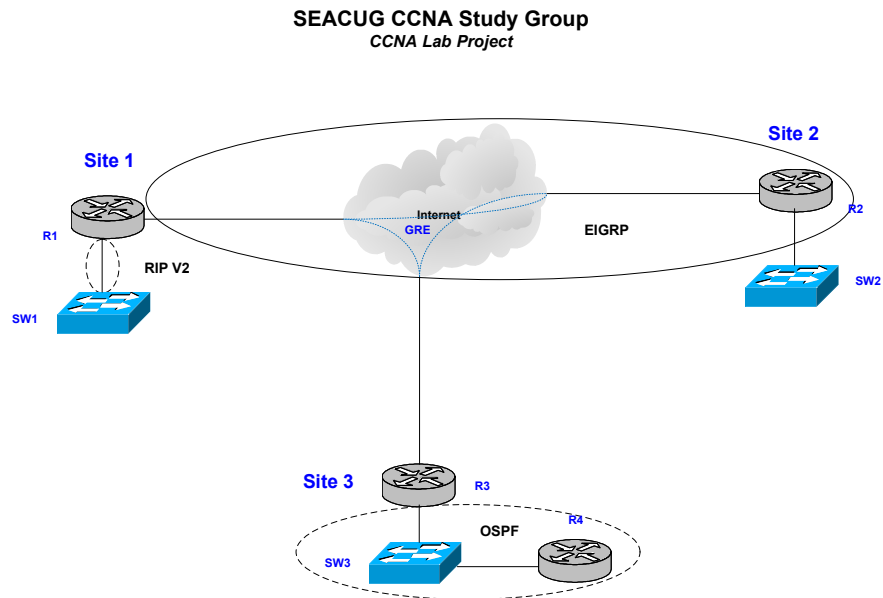 SEACUG CCNA Study Group
CCNA Lab Project
Site 2
Site 1
Internet
R2
GRE
EIGRP
R1
RIP V2
SW2
SW1
Site 3
R3
R4
OSPF
SW3